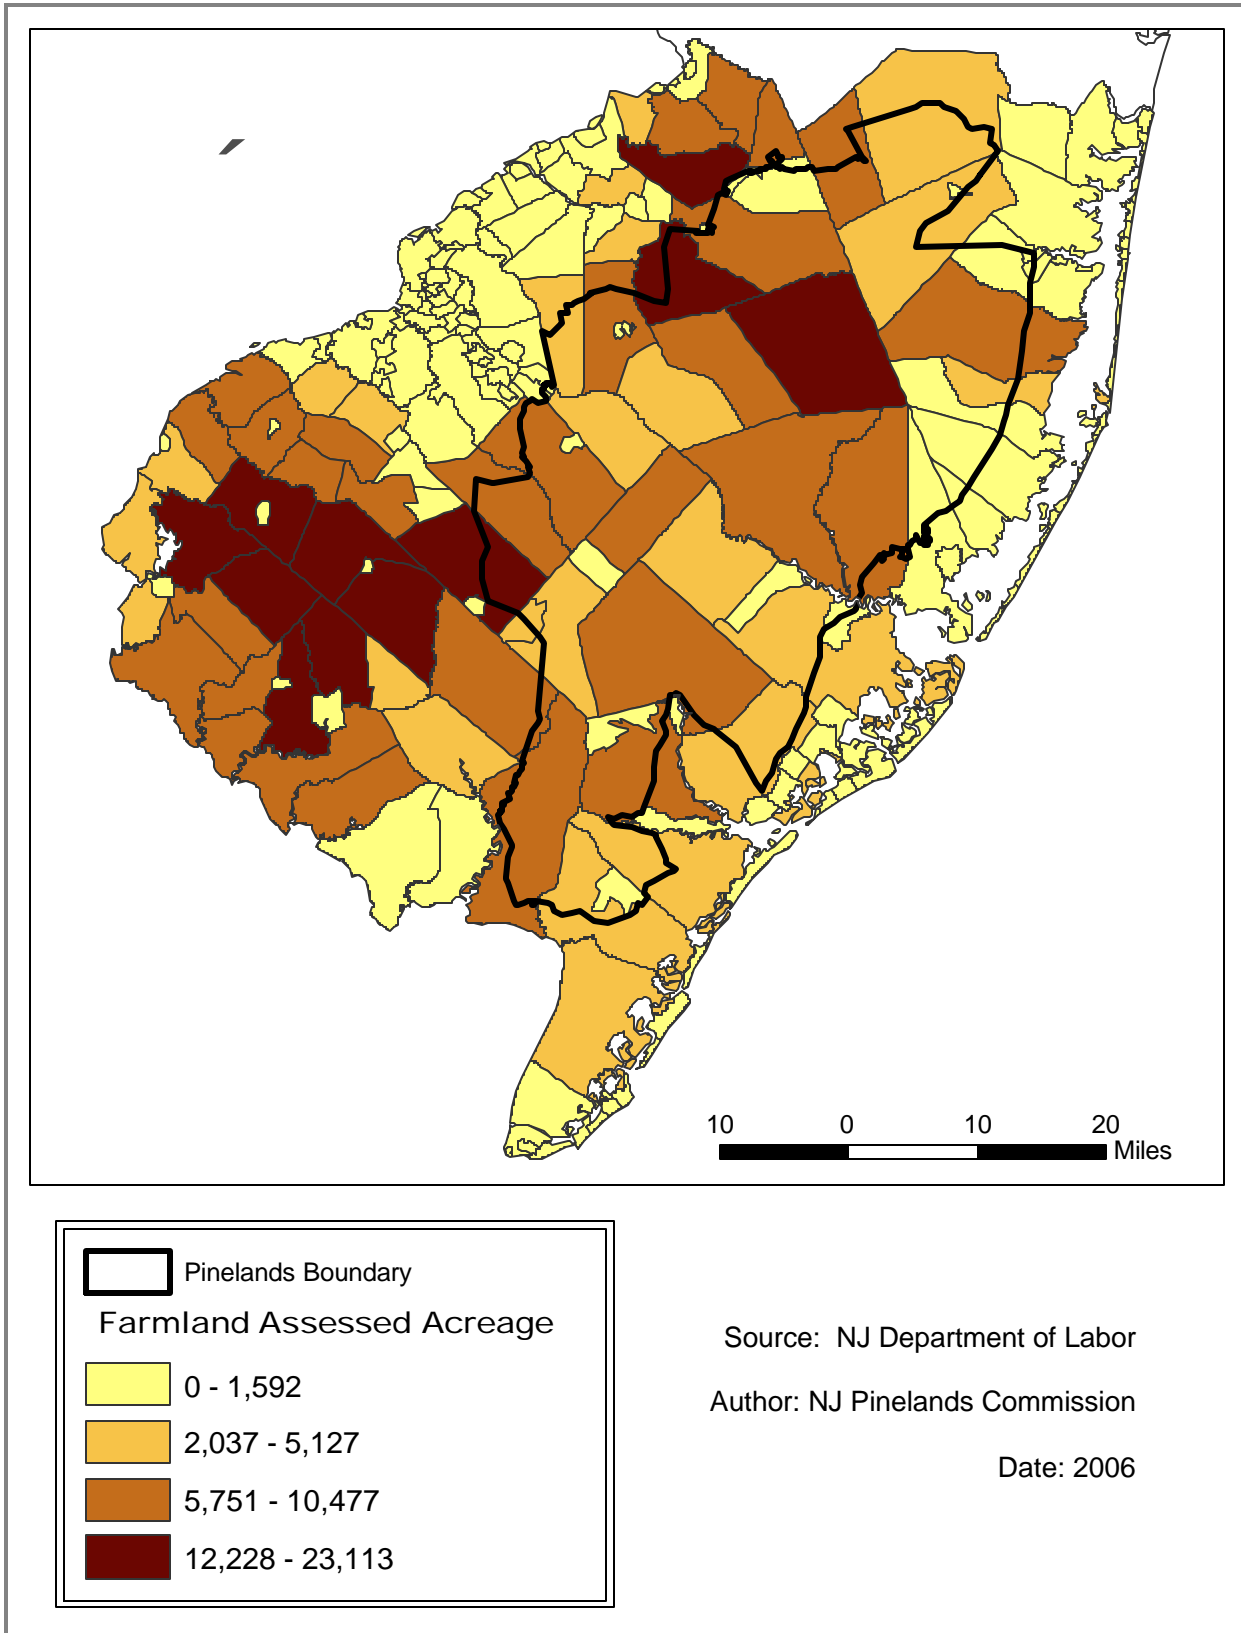 10 0 10 20
Miles
Pinelands Boundary
Farmland Assessed Acreage
0 - 1,592
2,037 - 5,127
5,751 - 10,477
12,228 - 23,113
Source: NJ Department of Labor
Author: NJ Pinelands Commission
Date: 2006